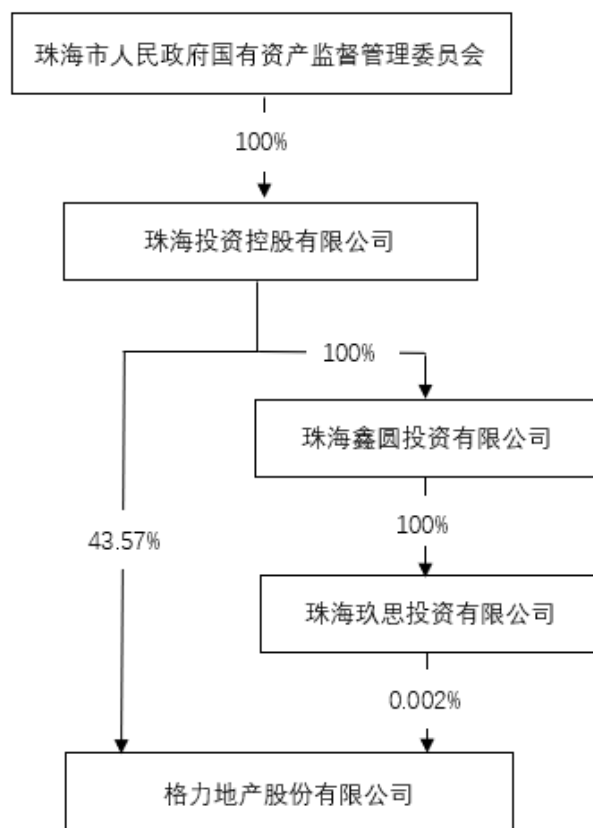 珠海市人民政府国有资产监督管理委员会
100%
珠海投资控股有限公司
100%
珠海鑫圆投资有限公司
43.57%
100%
珠海玖思投资有限公司
0.002%
格力地产股份有限公司